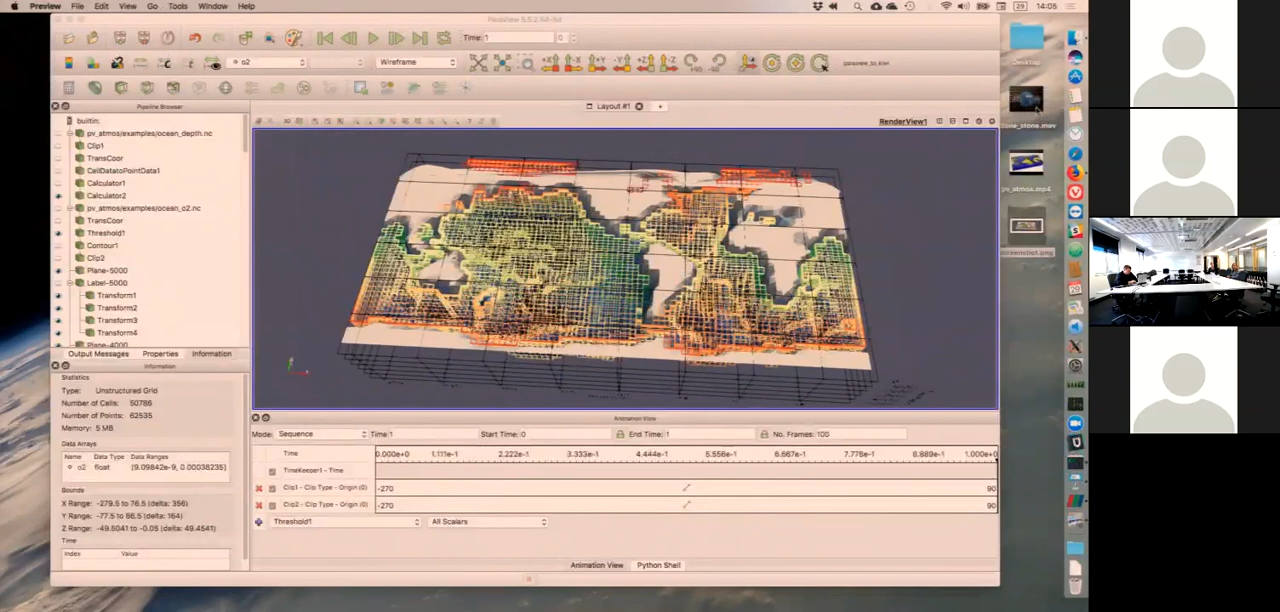 Preview File Edit View Go Tools Window Help 29 14:05
ParaView 5.5.2 64-bit
Time: 1 0
o2 Wireframe
Pipeline Browser Layout #1
builtin: RenderView1
pv_atmos/examples/ocean_depth.nc
Clip1
TransCoor
CellDatatoPointData1
Calculator1
Calculator2
pv_atmos/examples/ocean_o2.nc
TransCoor
Threshold1
Contour1
Clip2
Plane-5000
Label-5000
Transform1
Transform2
Transform3
Transform4
Plane-4000
Output Messages Properties Information
Information
Statistics
Type: Unstructured Grid
Number of Cells: 50786
Number of Points: 62535
Memory: 5 MB
Data Arrays
Name Data Type Data Ranges
o2 float [9.09842e-9, 0.00038235]
Bounds
X Range: -279.5 to 76.5 (delta: 356)
Y Range: -77.5 to 86.5 (delta: 164)
Z Range: -49.5041 to -0.05 (delta: 49.4541)
Time
Index Value
Animation View
Mode: Sequence Time: 1 Start Time: 0 End Time: 1 No. Frames: 100
Time 0.000e+0 1.111e-1 2.222e-1 3.333e-1 4.444e-1 5.556e-1 6.667e-1 7.778e-1 8.889e-1 1.000e+0
TimeKeeper1 - Time
Clip1 - Clip Type - Origin (0) -270 90
Clip2 - Clip Type - Origin (0) -270 90
Threshold1 All Scalars
Animation View Python Shell
Desktop
pv_atmos.mp4
screenshot.png